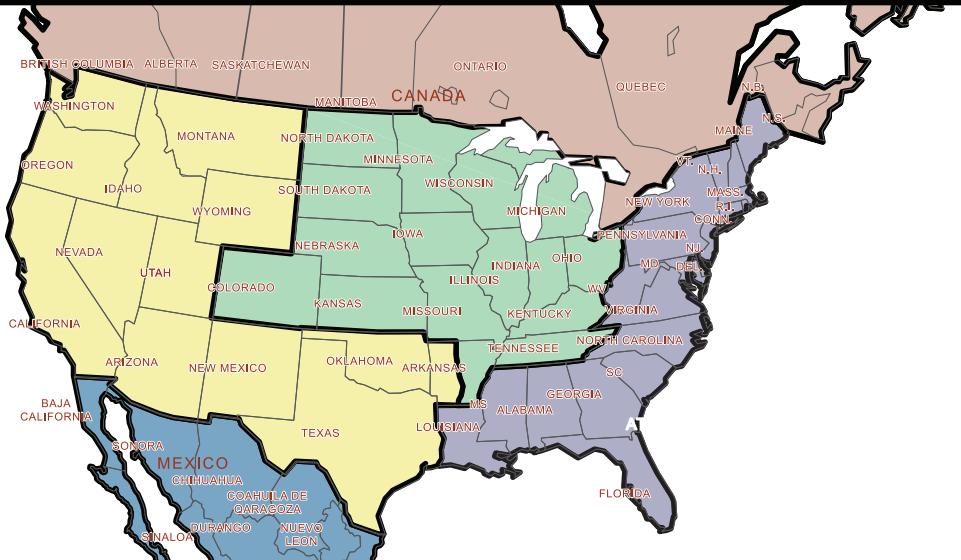 BRITISH COLUMBIA
ALBERTA
SASKATCHEWAN
ONTARIO
QUEBEC
N.B.
MANITOBA
CANADA
WASHINGTON
N.S.
MONTANA
NORTH DAKOTA
MAINE
MINNESOTA
OREGON
VT.
N.H.
IDAHO
SOUTH DAKOTA
WISCONSIN
MASS.
WYOMING
MICHIGAN
NEW YORK
R.I.
CONN.
IOWA
PENNSYLVANIA
NEVADA
NEBRASKA
N.J.
UTAH
INDIANA
OHIO
MD.
DEL.
ILLINOIS
COLORADO
WV
KANSAS
MISSOURI
KENTUCKY
VIRGINIA
CALIFORNIA
TENNESSEE
NORTH CAROLINA
ARIZONA
NEW MEXICO
OKLAHOMA
ARKANSAS
SC
GEORGIA
BAJA
CALIFORNIA
MS
ALABAMA
TEXAS
LOUISIANA
A
SONORA
MEXICO
CHIHUAHUA
COAHUILA DE
QARAGOZA
FLORIDA
DURANGO
NUEVO
LEON
SINALOA